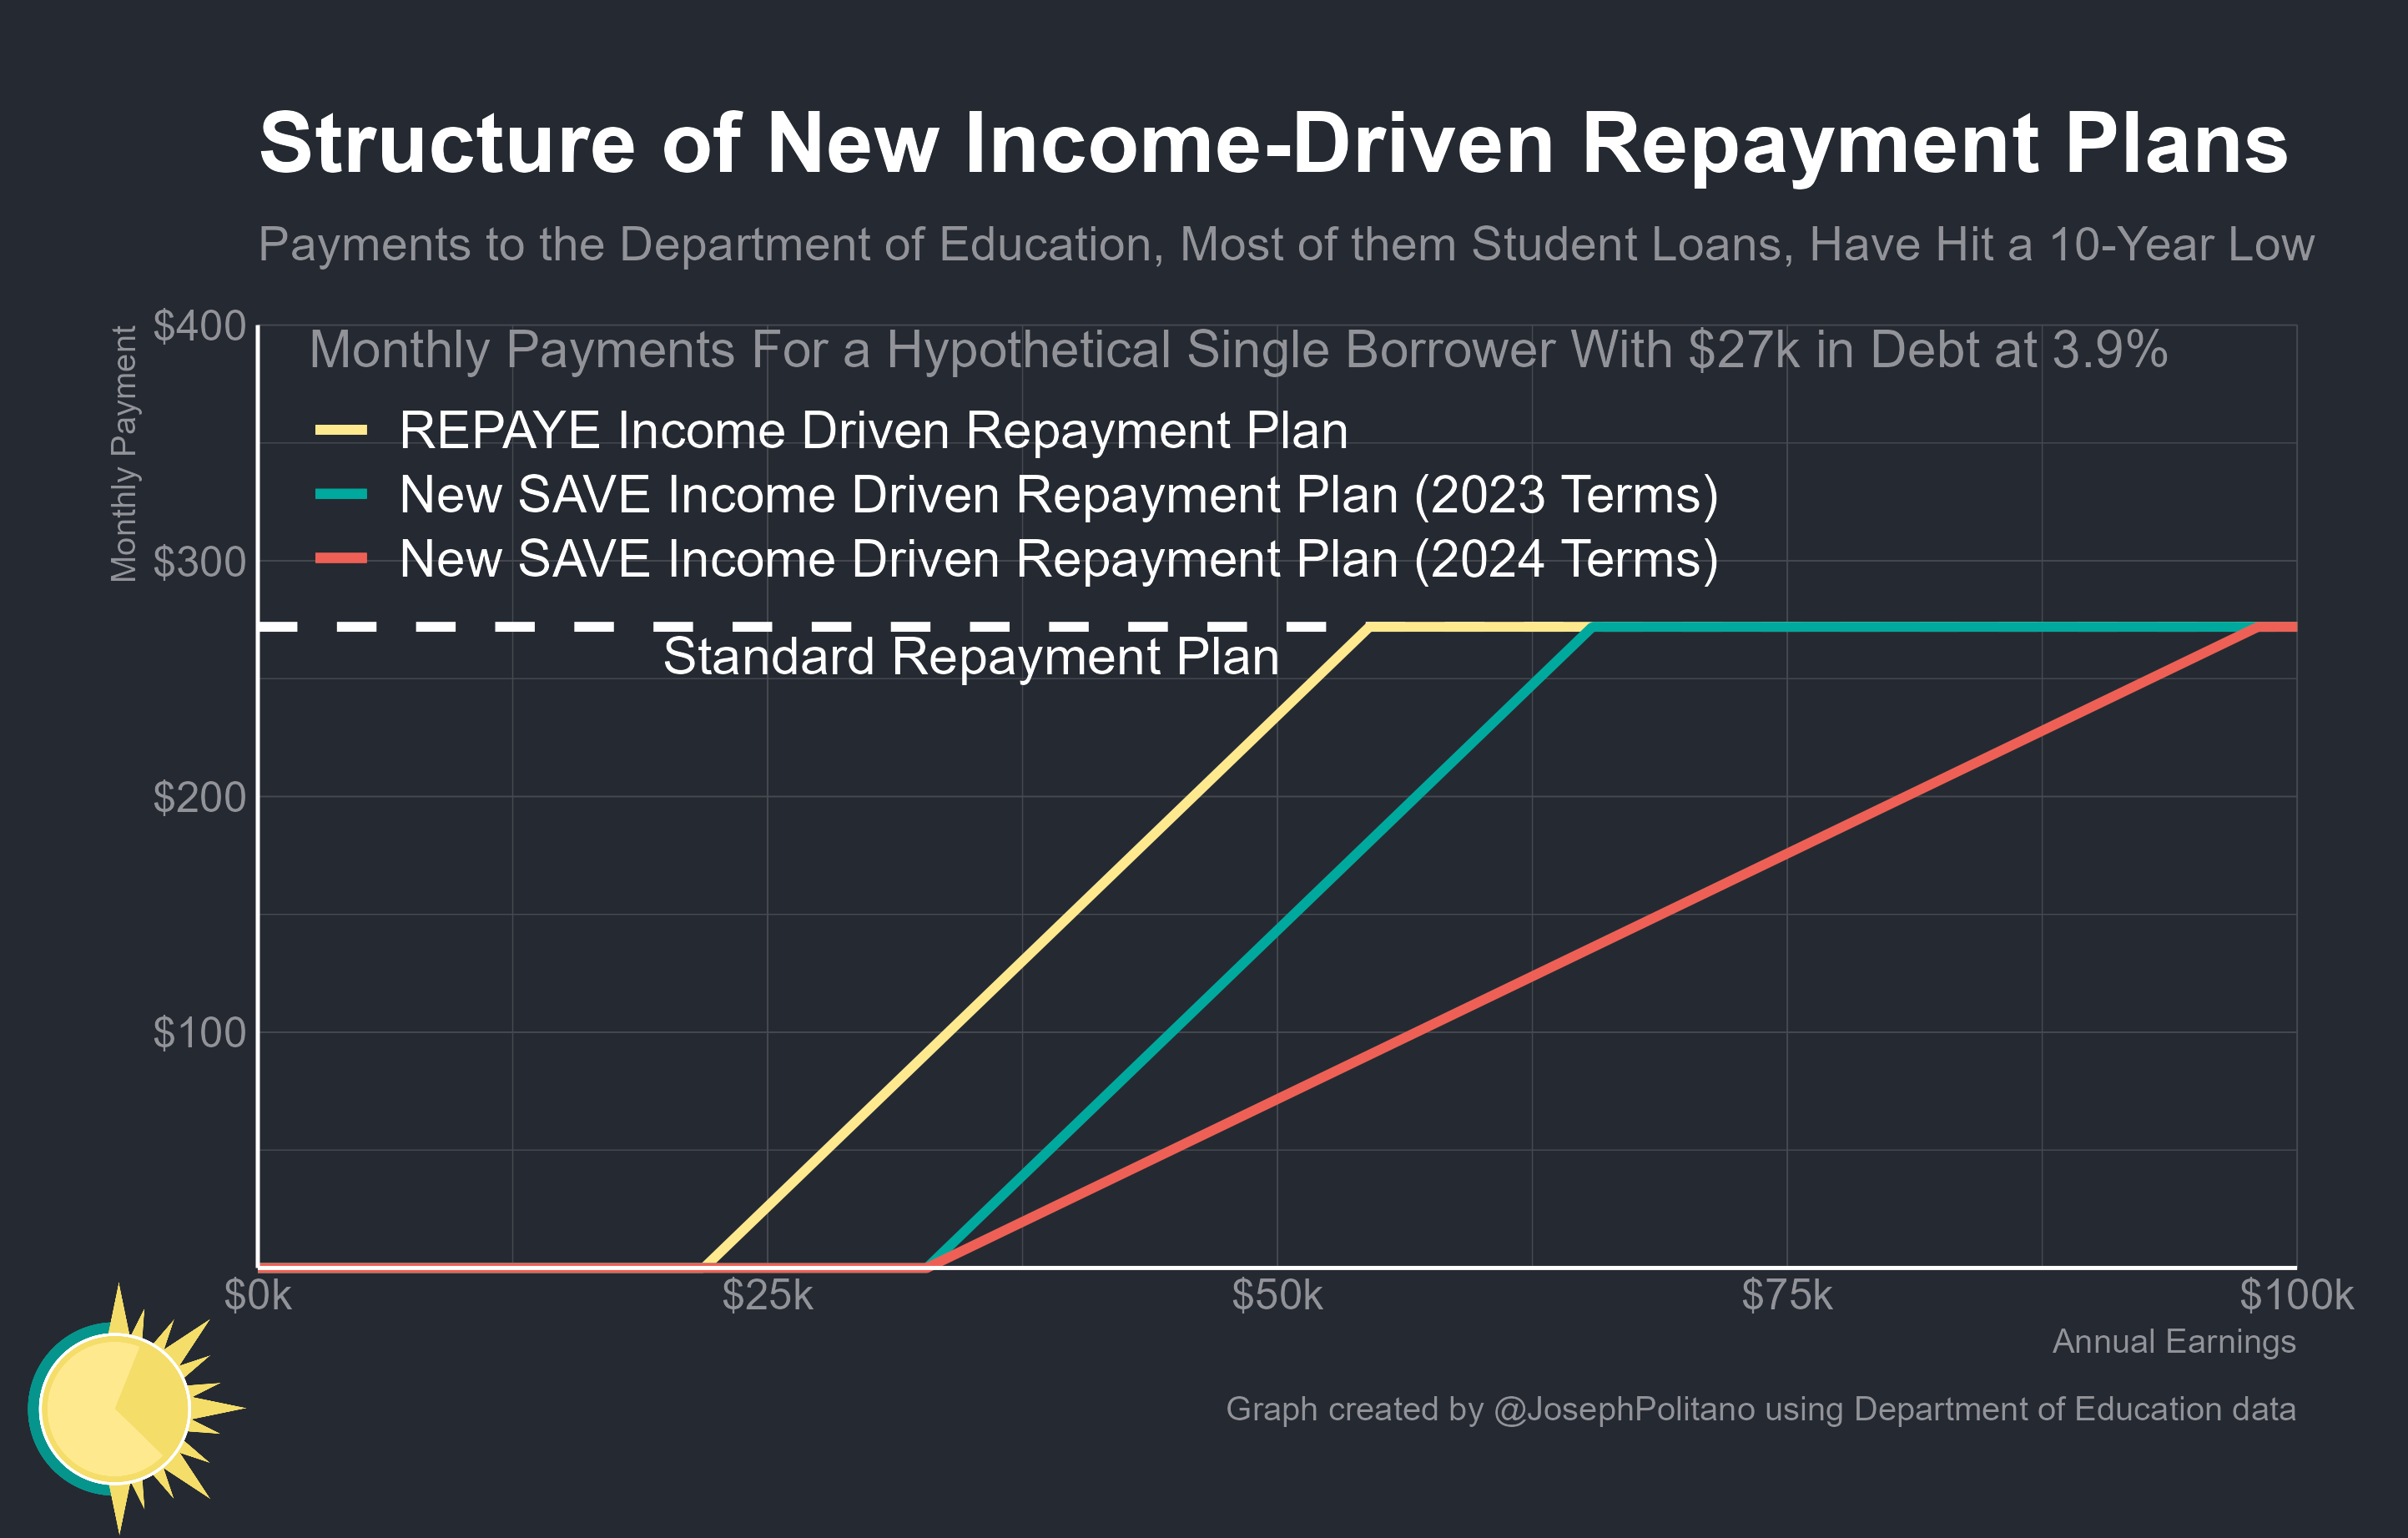 Structure of New Income-Driven Repayment Plans
Payments to the Department of Education, Most of them Student Loans, Have Hit a 10-Year Low
Monthly Payment
$400
Monthly Payments For a Hypothetical Single Borrower With $27k in Debt at 3.9%
REPAYE Income Driven Repayment Plan
New SAVE Income Driven Repayment Plan (2023 Terms)
$300
New SAVE Income Driven Repayment Plan (2024 Terms)
Standard Repayment Plan
$200
$100
$0k
$25k
$50k
$75k
$100k
Annual Earnings
Graph created by @JosephPolitano using Department of Education data